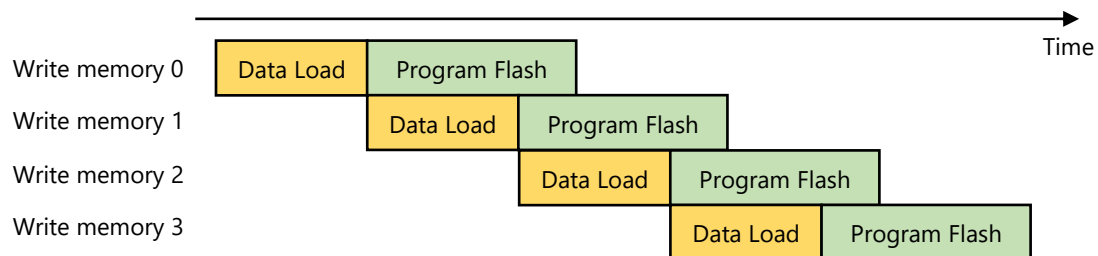 Time
Write memory 0 Data Load Program Flash
Write memory 1 Data Load Program Flash
Write memory 2 Data Load Program Flash
Write memory 3 Data Load Program Flash